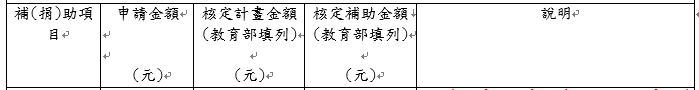 補(捐)助項目
申請金額
(元)
核定計畫金額
(教育部填列)
(元)
核定補助金額
(教育部填列)
(元)
說明